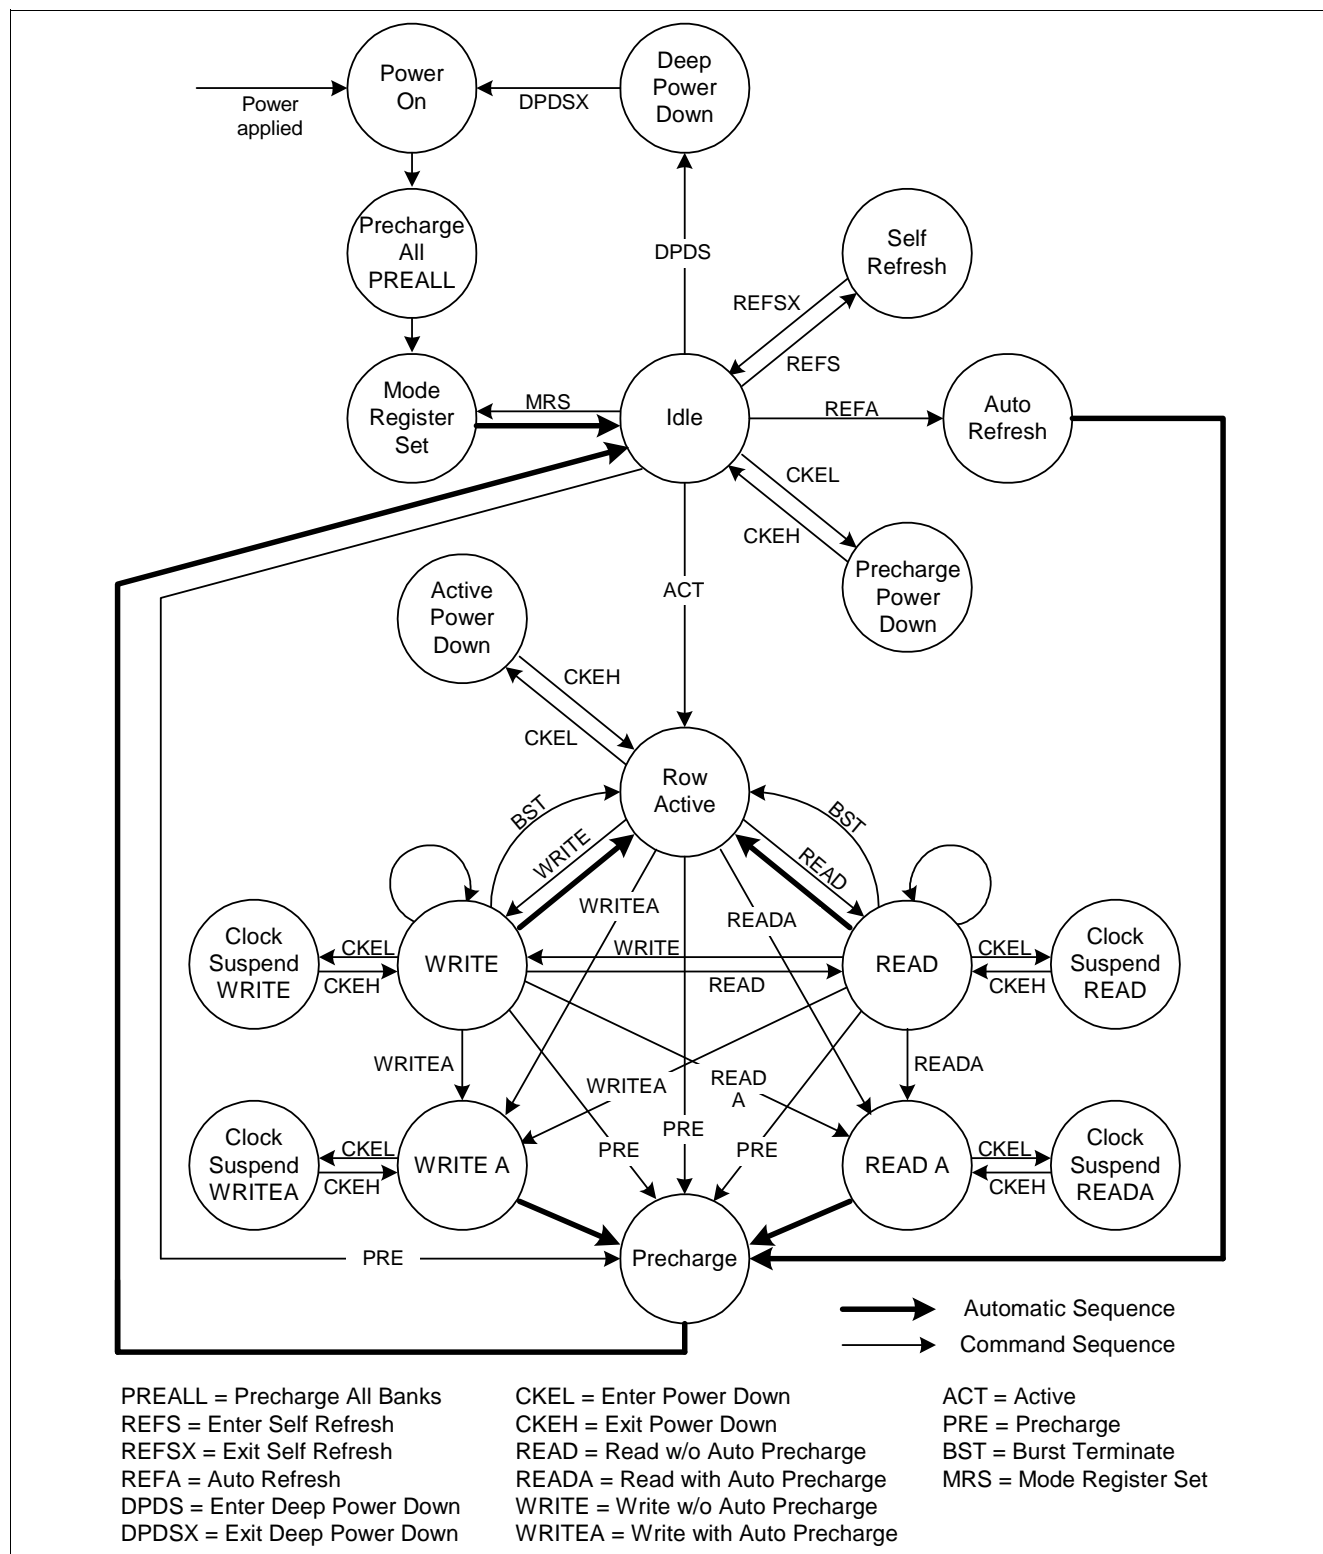 Power
On
Deep
Power
Down
DPDSX
Power
applied
Precharge
All
PREALL
DPDS
Self
Refresh
REFSX
REFS
Mode
Register
Set
MRS
Idle
REFA
Auto
Refresh
CKEL
CKEH
Precharge
Power
Down
ACT
Active
Power
Down
CKEH
CKEL
Row
Active
BST
WRITE
READ
BST
WRITEA
READA
Clock
Suspend
WRITE
CKEL
CKEH
WRITE
WRITE
READ
READ
CKEL
CKEH
Clock
Suspend
READ
WRITEA
WRITEA
READ
A
READA
Clock
Suspend
WRITEA
CKEL
CKEH
WRITE A
PRE
PRE
PRE
READ A
CKEL
CKEH
Clock
Suspend
READA
PRE
Precharge
Automatic Sequence
Command Sequence
PREALL = Precharge All Banks
REFS = Enter Self Refresh
REFSX = Exit Self Refresh
REFA = Auto Refresh
DPDS = Enter Deep Power Down
DPDSX = Exit Deep Power Down
CKEL = Enter Power Down
CKEH = Exit Power Down
READ = Read w/o Auto Precharge
READA = Read with Auto Precharge
WRITE = Write w/o Auto Precharge
WRITEA = Write with Auto Precharge
ACT = Active
PRE = Precharge
BST = Burst Terminate
MRS = Mode Register Set